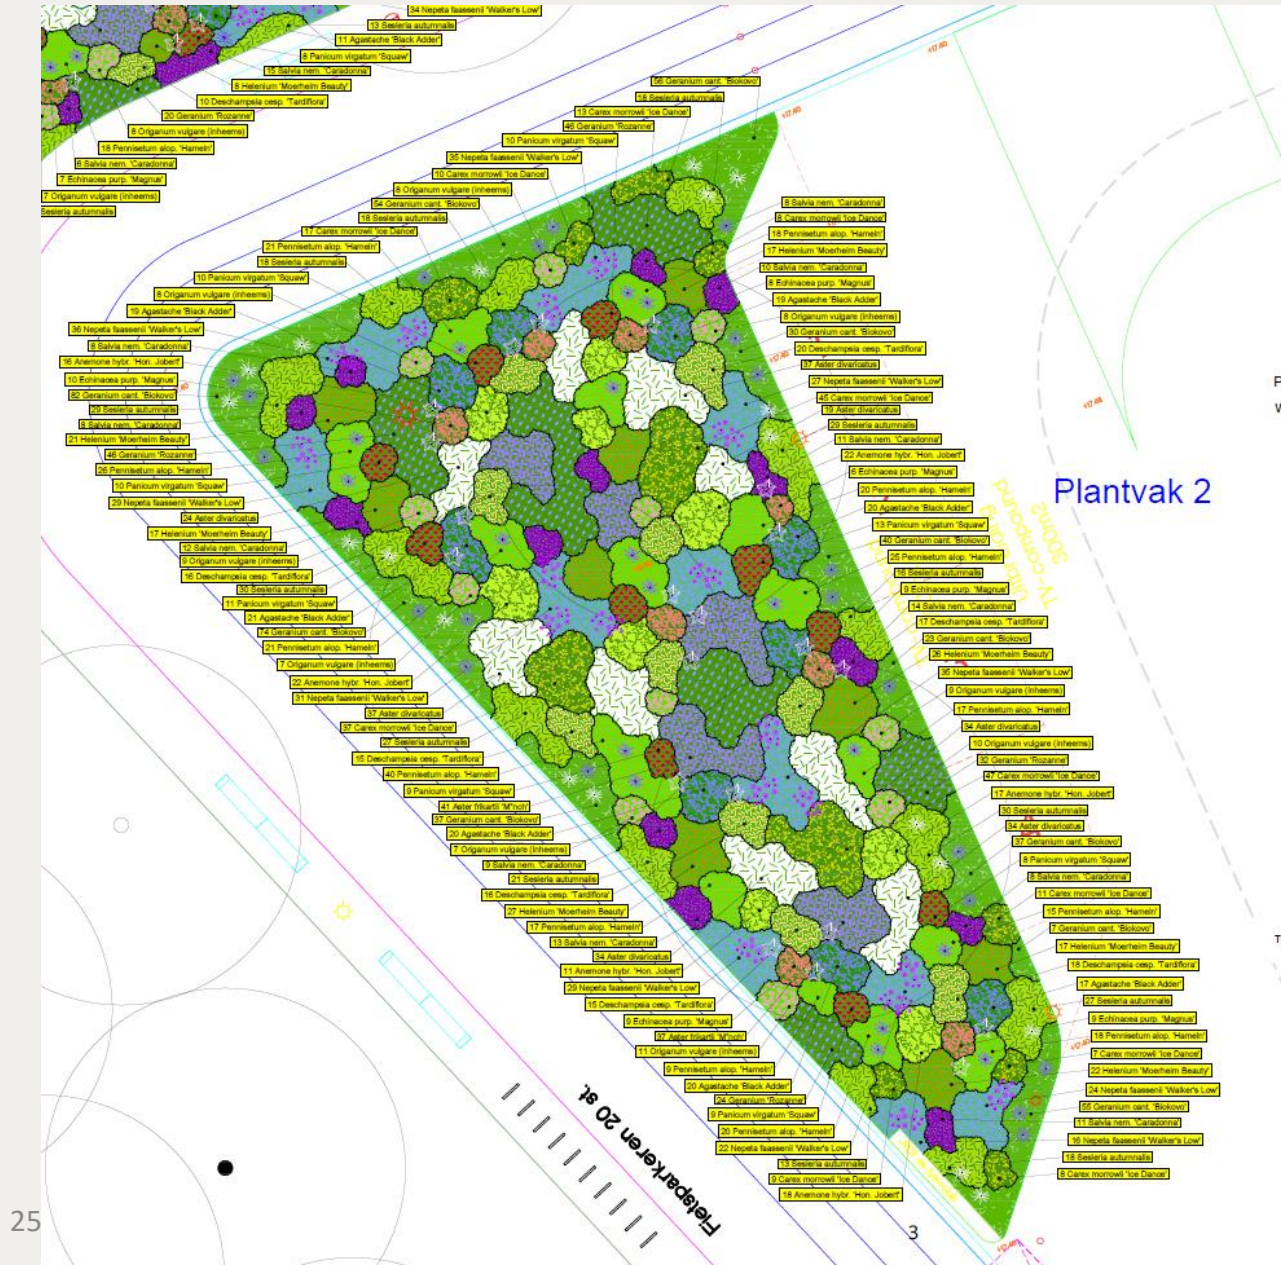 34 Nepeta faassenii 'Walker's Low'
13 Sesleria autumnalis
11 Agastache 'Black Adder'
8 Panicum virgatum 'Squaw'
15 Salvia nem. 'Caradonna'
8 Helenium 'Moerheim Beauty'
10 Deschampsia cesp. 'Tardiflora'
20 Geranium 'Rozanne'
8 Origanum vulgare (inheems)
18 Pennisetum alop. 'Hameln'
6 Salvia nem. 'Caradonna'
7 Echinacea purp. 'Magnus'
7 Origanum vulgare (inheems)
Sesleria autumnalis
56 Geranium cant. 'Biokovo'
18 Sesleria autumnalis
13 Carex morrowii 'Ice Dance'
46 Geranium 'Rozanne'
10 Panicum virgatum 'Squaw'
35 Nepeta faassenii 'Walker's Low'
10 Carex morrowii 'Ice Dance'
8 Origanum vulgare (inheems)
54 Geranium cant. 'Biokovo'
18 Sesleria autumnalis
17 Carex morrowii 'Ice Dance'
21 Pennisetum alop. 'Hameln'
18 Sesleria autumnalis
10 Panicum virgatum 'Squaw'
8 Origanum vulgare (inheems)
19 Agastache 'Black Adder'
36 Nepeta faassenii 'Walker's Low'
8 Salvia nem. 'Caradonna'
16 Anemone hybr. 'Hon. Jobert'
10 Echinacea purp. 'Magnus'
82 Geranium cant. 'Biokovo'
29 Sesleria autumnalis
8 Salvia nem. 'Caradonna'
21 Helenium 'Moerheim Beauty'
46 Geranium 'Rozanne'
26 Pennisetum alop. 'Hameln'
10 Panicum virgatum 'Squaw'
29 Nepeta faassenii 'Walker's Low'
24 Aster divaricatus
17 Helenium 'Moerheim Beauty'
12 Salvia nem. 'Caradonna'
9 Origanum vulgare (inheems)
16 Deschampsia cesp. 'Tardiflora'
30 Sesleria autumnalis
11 Panicum virgatum 'Squaw'
21 Agastache 'Black Adder'
74 Geranium cant. 'Biokovo'
21 Pennisetum alop. 'Hameln'
7 Origanum vulgare (inheems)
22 Anemone hybr. 'Hon. Jobert'
31 Nepeta faassenii 'Walker's Low'
37 Aster divaricatus
37 Carex morrowii 'Ice Dance'
27 Sesleria autumnalis
15 Deschampsia cesp. 'Tardiflora'
40 Pennisetum alop. 'Hameln'
9 Panicum virgatum 'Squaw'
41 Aster frikartii 'M"nch'
37 Geranium cant. 'Biokovo'
20 Agastache 'Black Adder'
7 Origanum vulgare (inheems)
9 Salvia nem. 'Caradonna'
21 Sesleria autumnalis
16 Deschampsia cesp. 'Tardiflora'
27 Helenium 'Moerheim Beauty'
17 Pennisetum alop. 'Hameln'
13 Salvia nem. 'Caradonna'
34 Aster divaricatus
11 Anemone hybr. 'Hon. Jobert'
29 Nepeta faassenii 'Walker's Low'
15 Deschampsia cesp. 'Tardiflora'
9 Echinacea purp. 'Magnus'
37 Aster frikartii 'M"nch'
11 Origanum vulgare (inheems)
9 Pennisetum alop. 'Hameln'
20 Agastache 'Black Adder'
24 Geranium 'Rozanne'
9 Panicum virgatum 'Squaw'
20 Pennisetum alop. 'Hameln'
22 Nepeta faassenii 'Walker's Low'
13 Sesleria autumnalis
9 Carex morrowii 'Ice Dance'
18 Anemone hybr. 'Hon. Jobert'
8 Salvia nem. 'Caradonna'
8 Carex morrowii 'Ice Dance'
18 Pennisetum alop. 'Hameln'
17 Helenium 'Moerheim Beauty'
10 Salvia nem. 'Caradonna'
8 Echinacea purp. 'Magnus'
19 Agastache 'Black Adder'
8 Origanum vulgare (inheems)
30 Geranium cant. 'Biokovo'
20 Deschampsia cesp. 'Tardiflora'
37 Aster divaricatus
27 Nepeta faassenii 'Walker's Low'
45 Carex morrowii 'Ice Dance'
19 Aster divaricatus
29 Sesleria autumnalis
11 Salvia nem. 'Caradonna'
22 Anemone hybr. 'Hon. Jobert'
6 Echinacea purp. 'Magnus'
20 Pennisetum alop. 'Hameln'
20 Agastache 'Black Adder'
13 Panicum virgatum 'Squaw'
40 Geranium cant. 'Biokovo'
25 Pennisetum alop. 'Hameln'
16 Sesleria autumnalis
9 Echinacea purp. 'Magnus'
14 Salvia nem. 'Caradonna'
17 Deschampsia cesp. 'Tardiflora'
23 Geranium cant. 'Biokovo'
26 Helenium 'Moerheim Beauty'
35 Nepeta faassenii 'Walker's Low'
9 Origanum vulgare (inheems)
17 Pennisetum alop. 'Hameln'
34 Aster divaricatus
10 Origanum vulgare (inheems)
32 Geranium 'Rozanne'
47 Carex morrowii 'Ice Dance'
17 Anemone hybr. 'Hon. Jobert'
30 Sesleria autumnalis
34 Aster divaricatus
37 Geranium cant. 'Biokovo'
8 Panicum virgatum 'Squaw'
8 Salvia nem. 'Caradonna'
11 Carex morrowii 'Ice Dance'
15 Pennisetum alop. 'Hameln'
7 Geranium cant. 'Biokovo'
17 Helenium 'Moerheim Beauty'
18 Deschampsia cesp. 'Tardiflora'
17 Agastache 'Black Adder'
27 Sesleria autumnalis
9 Echinacea purp. 'Magnus'
18 Pennisetum alop. 'Hameln'
7 Carex morrowii 'Ice Dance'
22 Helenium 'Moerheim Beauty'
24 Nepeta faassenii 'Walker's Low'
55 Geranium cant. 'Biokovo'
11 Salvia nem. 'Caradonna'
16 Nepeta faassenii 'Walker's Low'
18 Sesleria autumnalis
8 Carex morrowii 'Ice Dance'
Plantvak 2
TV-compound
300m2
Fietsparkeren 20 st.
3
25